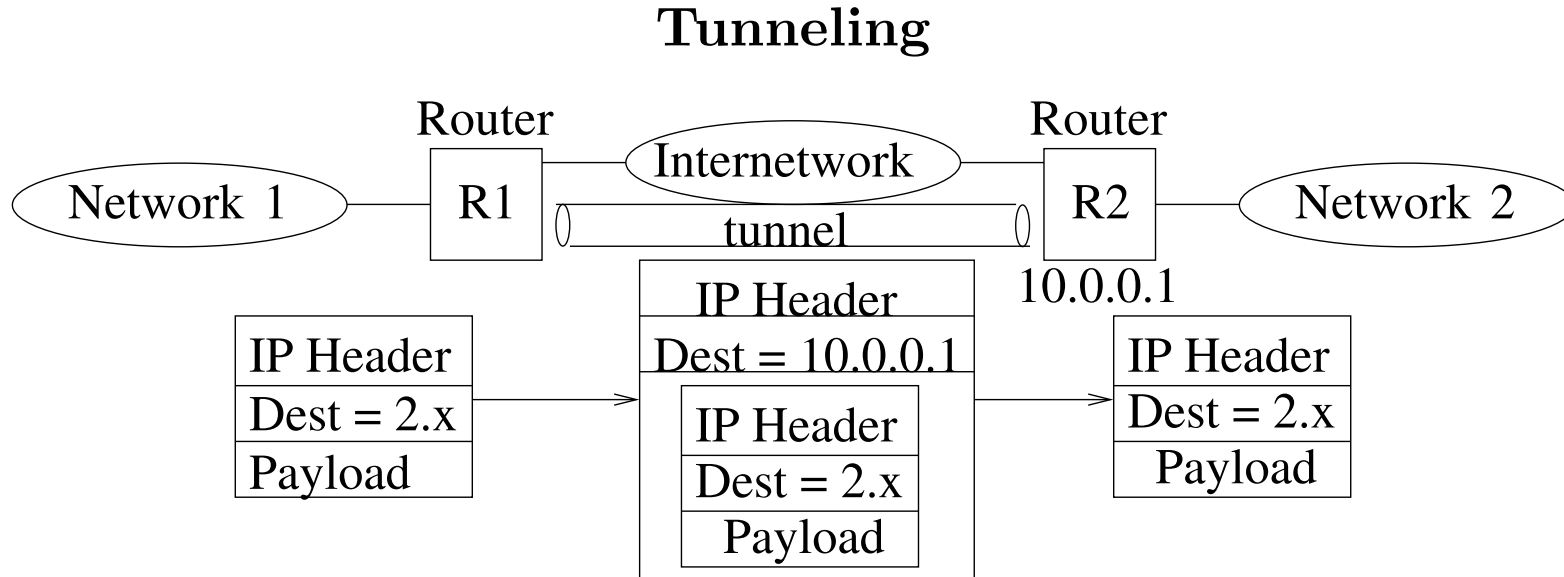 Tunneling
Router
Router
Network 1
R1
Internetwork
R2
Network 2
tunnel
10.0.0.1
IP Header
Dest = 2.x
Payload
IP Header
Dest = 10.0.0.1
IP Header
Dest = 2.x
Payload
IP Header
Dest = 2.x
Payload